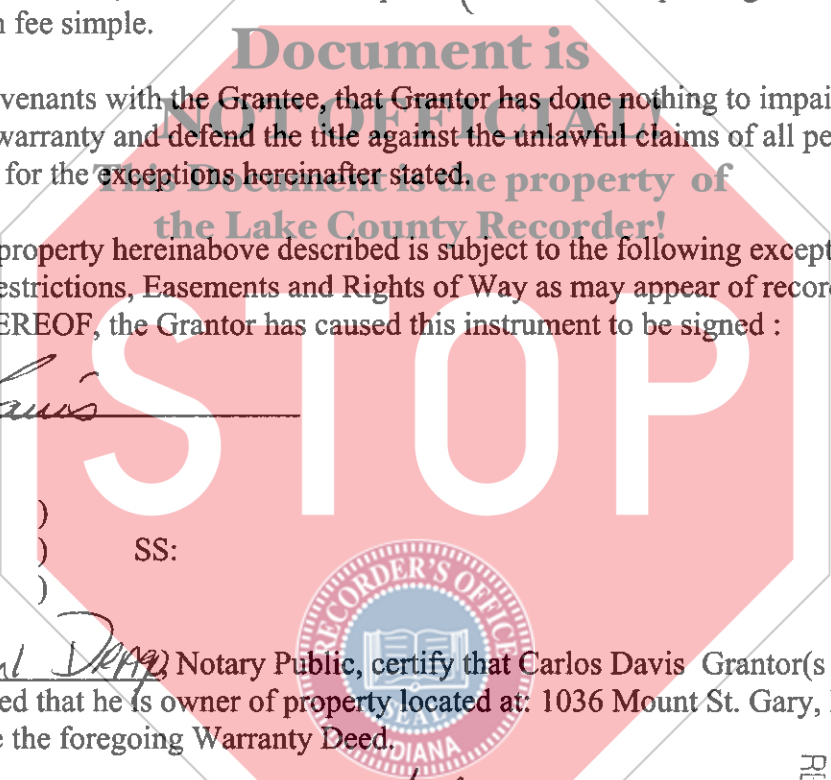 n fee simple.
Document is
venants with the Grantee, that Grantor has done nothing to impai
NOT OFFICIAL!
warranty and defend the title against the unlawful claims of all pe
for the exceptions hereinafter stated.
This Document is the property of
the Lake County Recorder!
property hereinabove described is subject to the following except
estrictions, Easements and Rights of Way as may appear of recor
EREOF, the Grantor has caused this instrument to be signed :
STOP
)
) SS:
)
RECORDER'S OFFICE
Notary Public, certify that Carlos Davis Grantor(s
ed that he is owner of property located at: 1036 Mount St. Gary,
SEAL
e the foregoing Warranty Deed.
INDIANA
RE